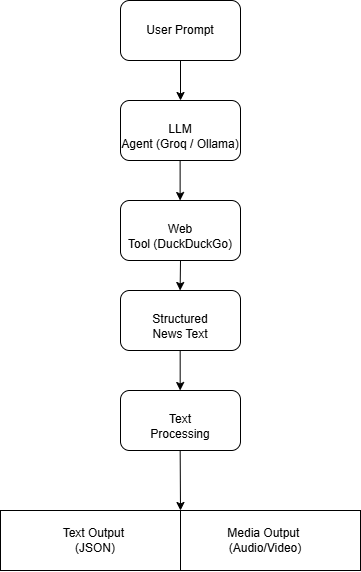 User Prompt
LLM
Agent (Groq / Ollama)
Web
Tool (DuckDuckGo)
Structured
News Text
Text
Processing
Text Output
(JSON)
Media Output
(Audio/Video)